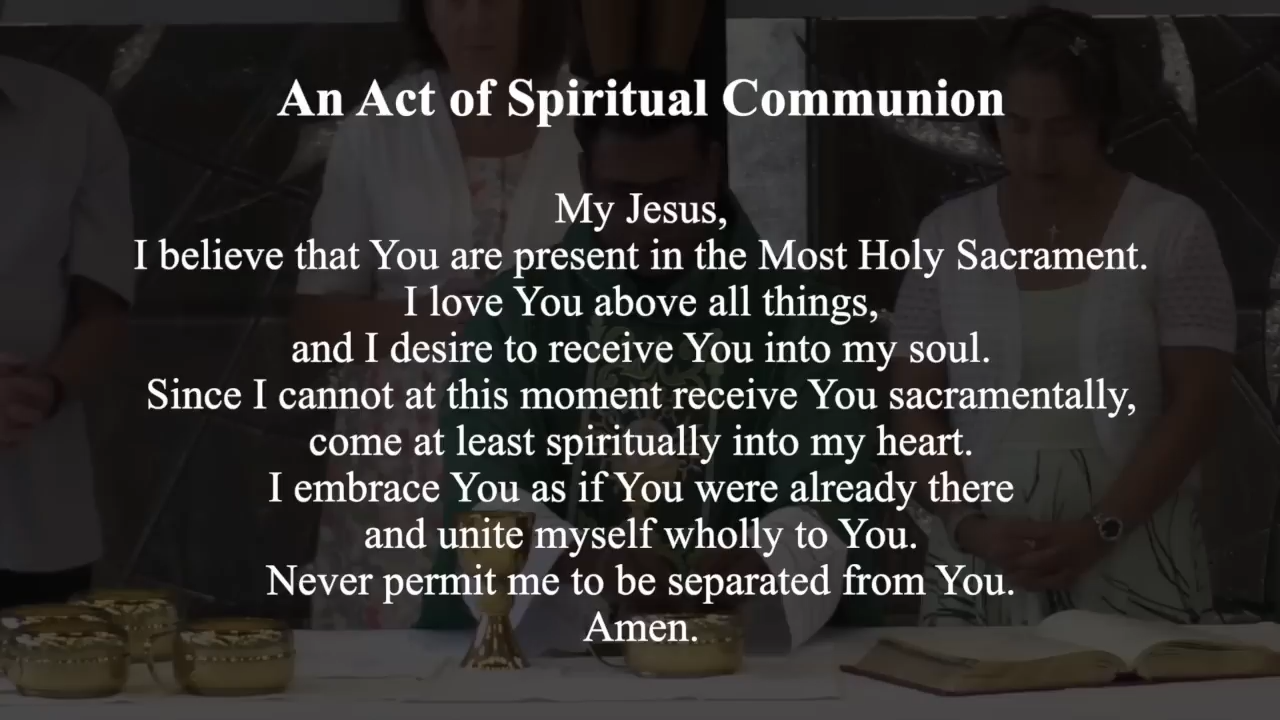 An Act of Spiritual Communion
My Jesus,
I believe that You are present in the Most Holy Sacrament.
I love You above all things,
and I desire to receive You into my soul.
Since I cannot at this moment receive You sacramentally,
come at least spiritually into my heart.
I embrace You as if You were already there
and unite myself wholly to You.
Never permit me to be separated from You.
Amen.